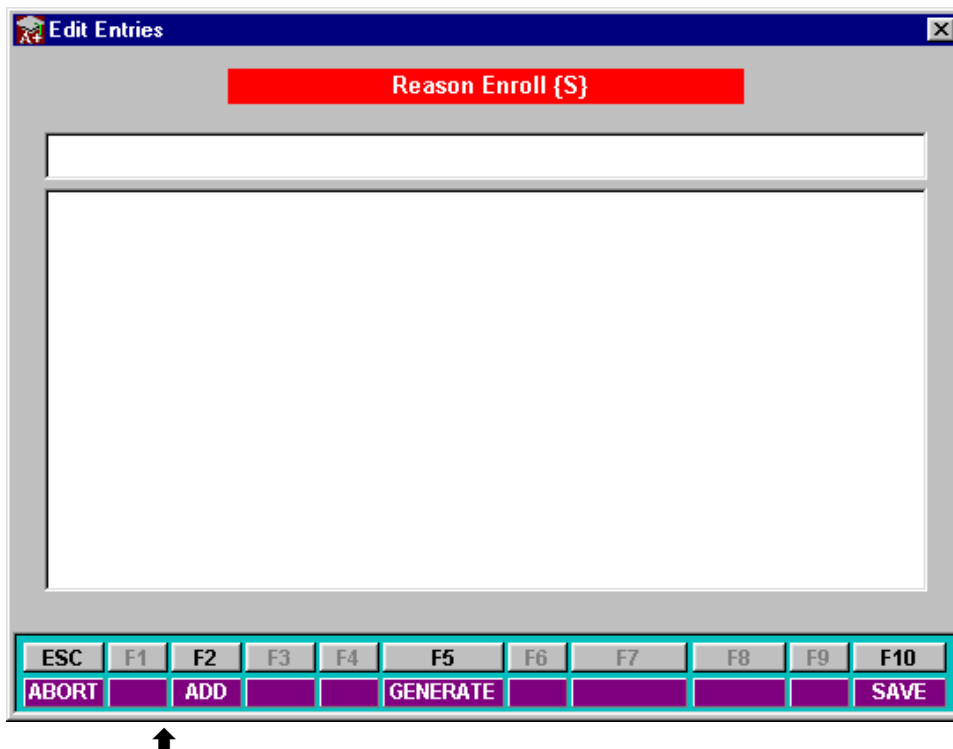 Edit Entries
Reason Enroll {S}
ESC F1 F2 F3 F4 F5 F6 F7 F8 F9 F10
ABORT ADD GENERATE SAVE